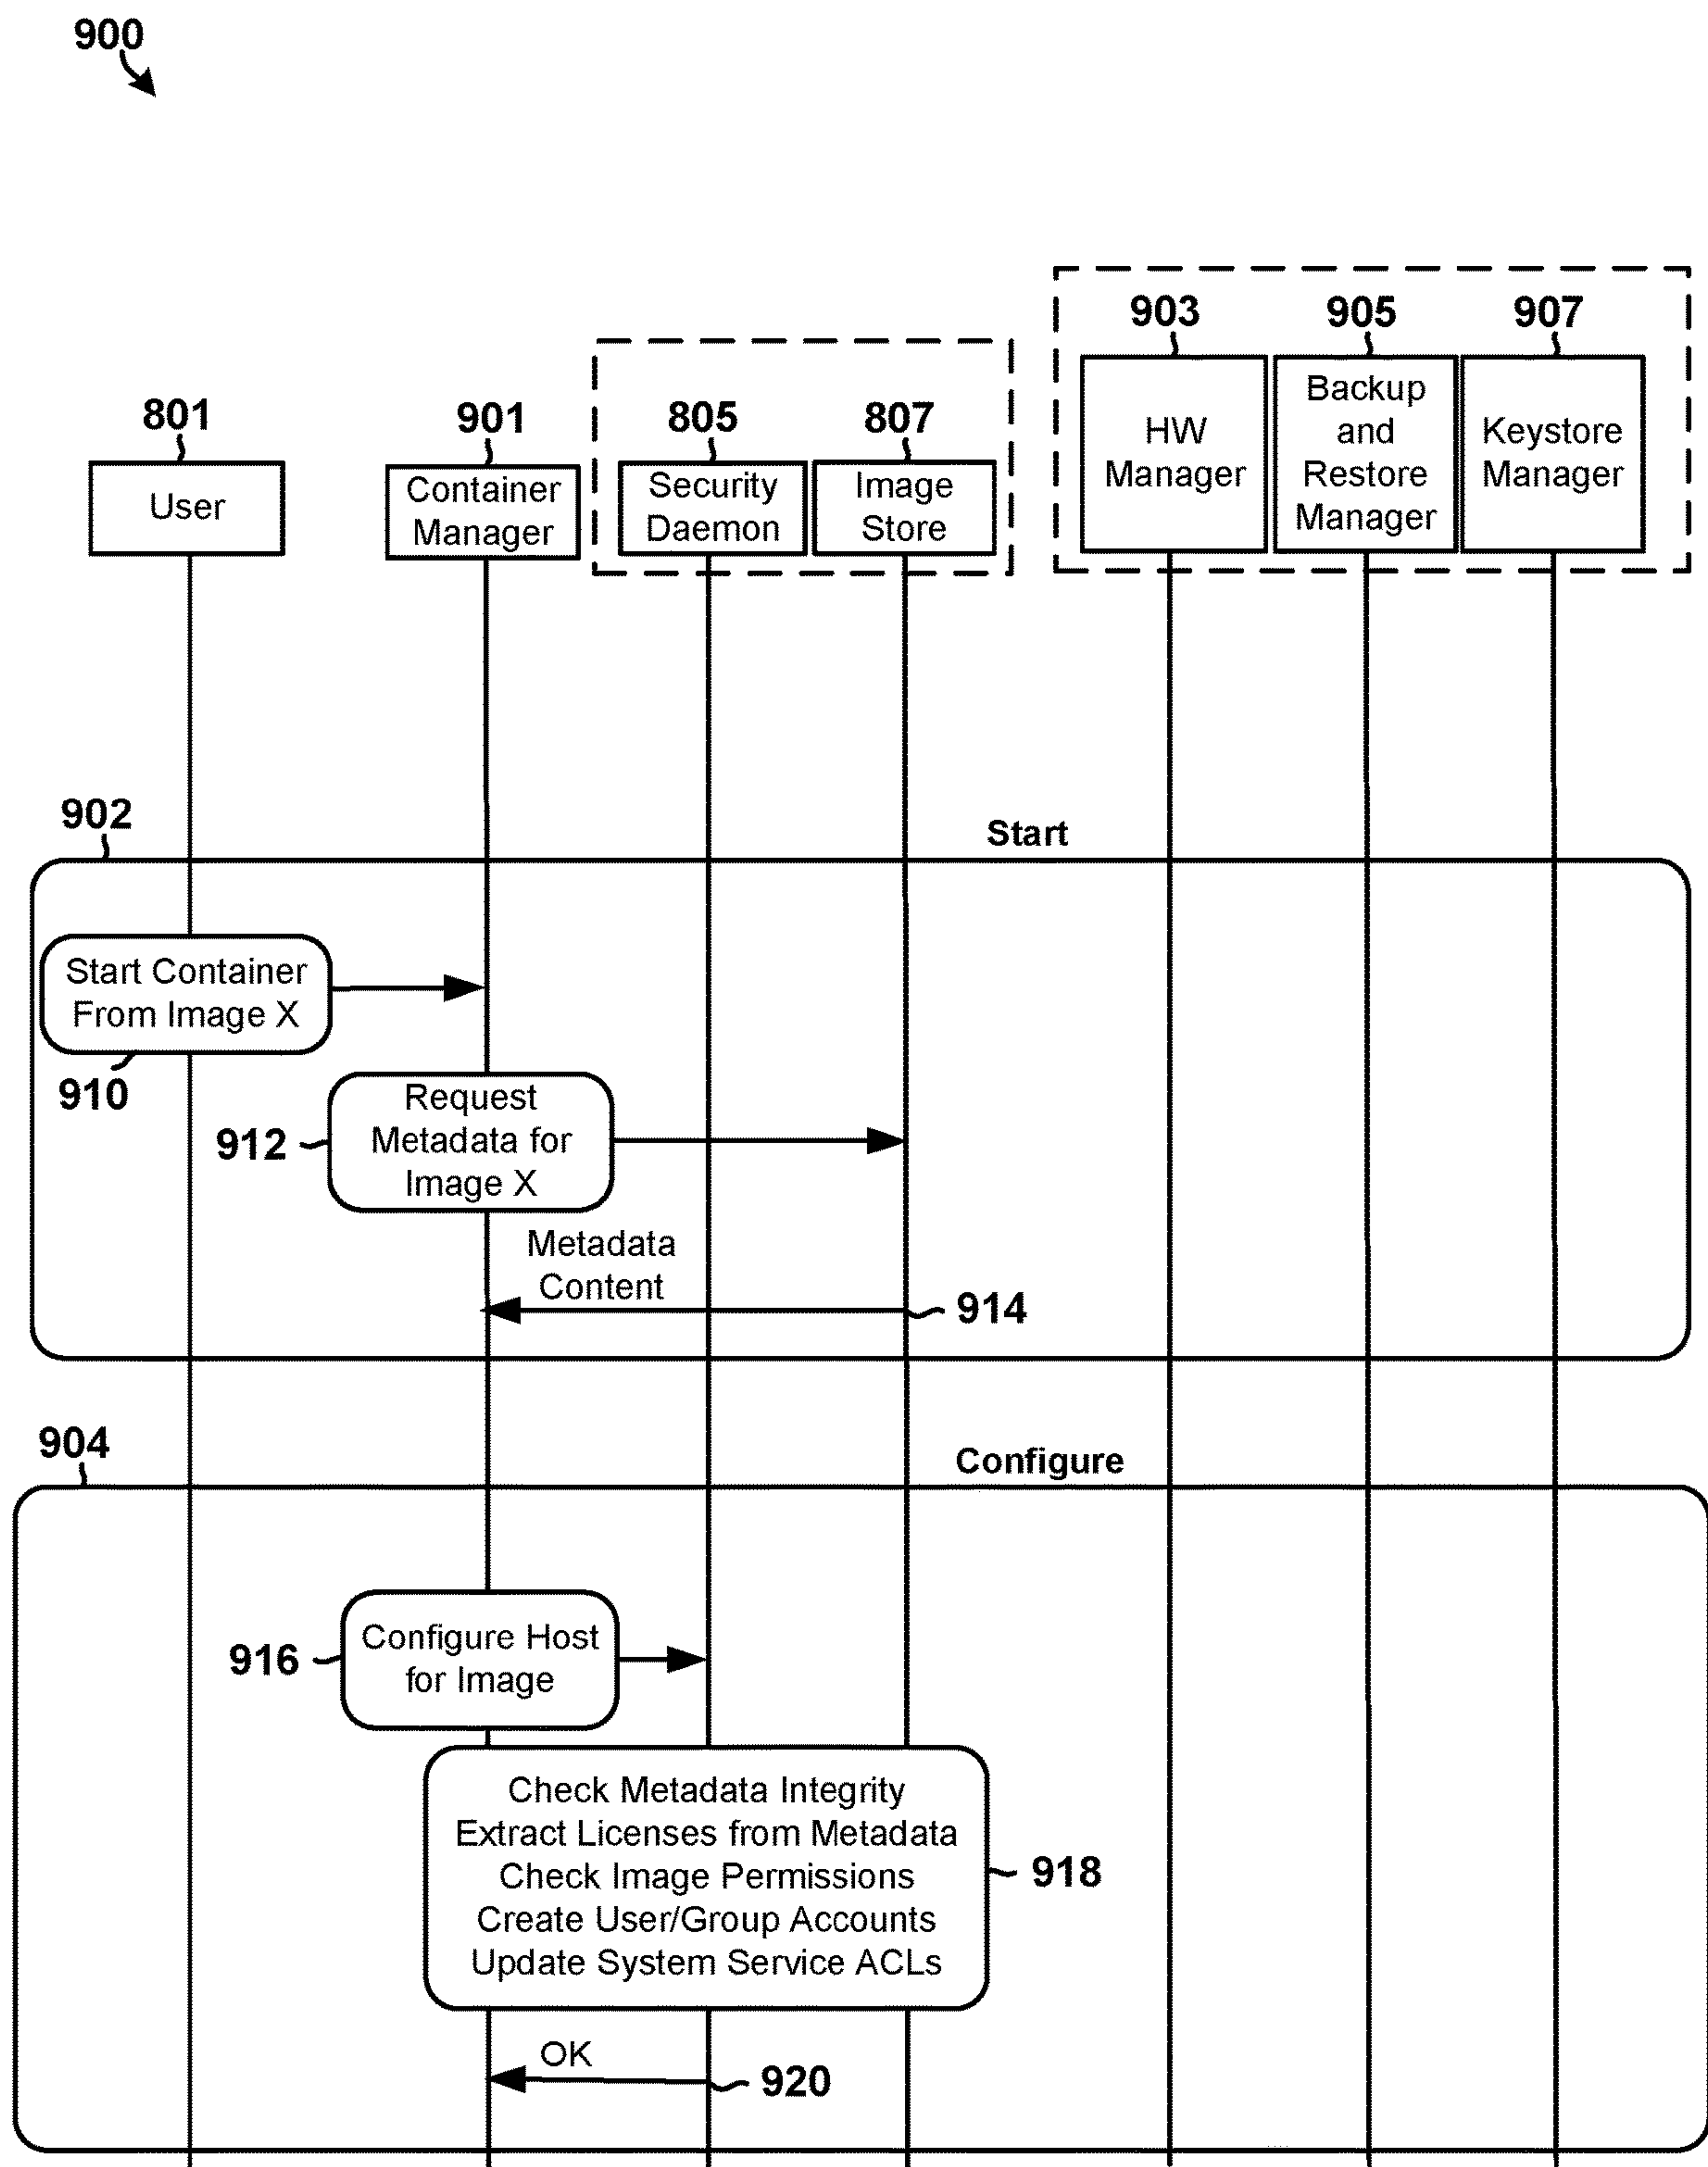 900
903
905
907
HW
Manager
Backup
and
Restore
Manager
Keystore
Manager
801
901
805
807
User
Container
Manager
Security
Daemon
Image
Store
902
Start
Start Container
From Image X
910
Request
Metadata for
Image X
912
Metadata
Content
914
904
Configure
Configure Host
for Image
916
Check Metadata Integrity
Extract Licenses from Metadata
Check Image Permissions
Create User/Group Accounts
Update System Service ACLs
918
OK
920